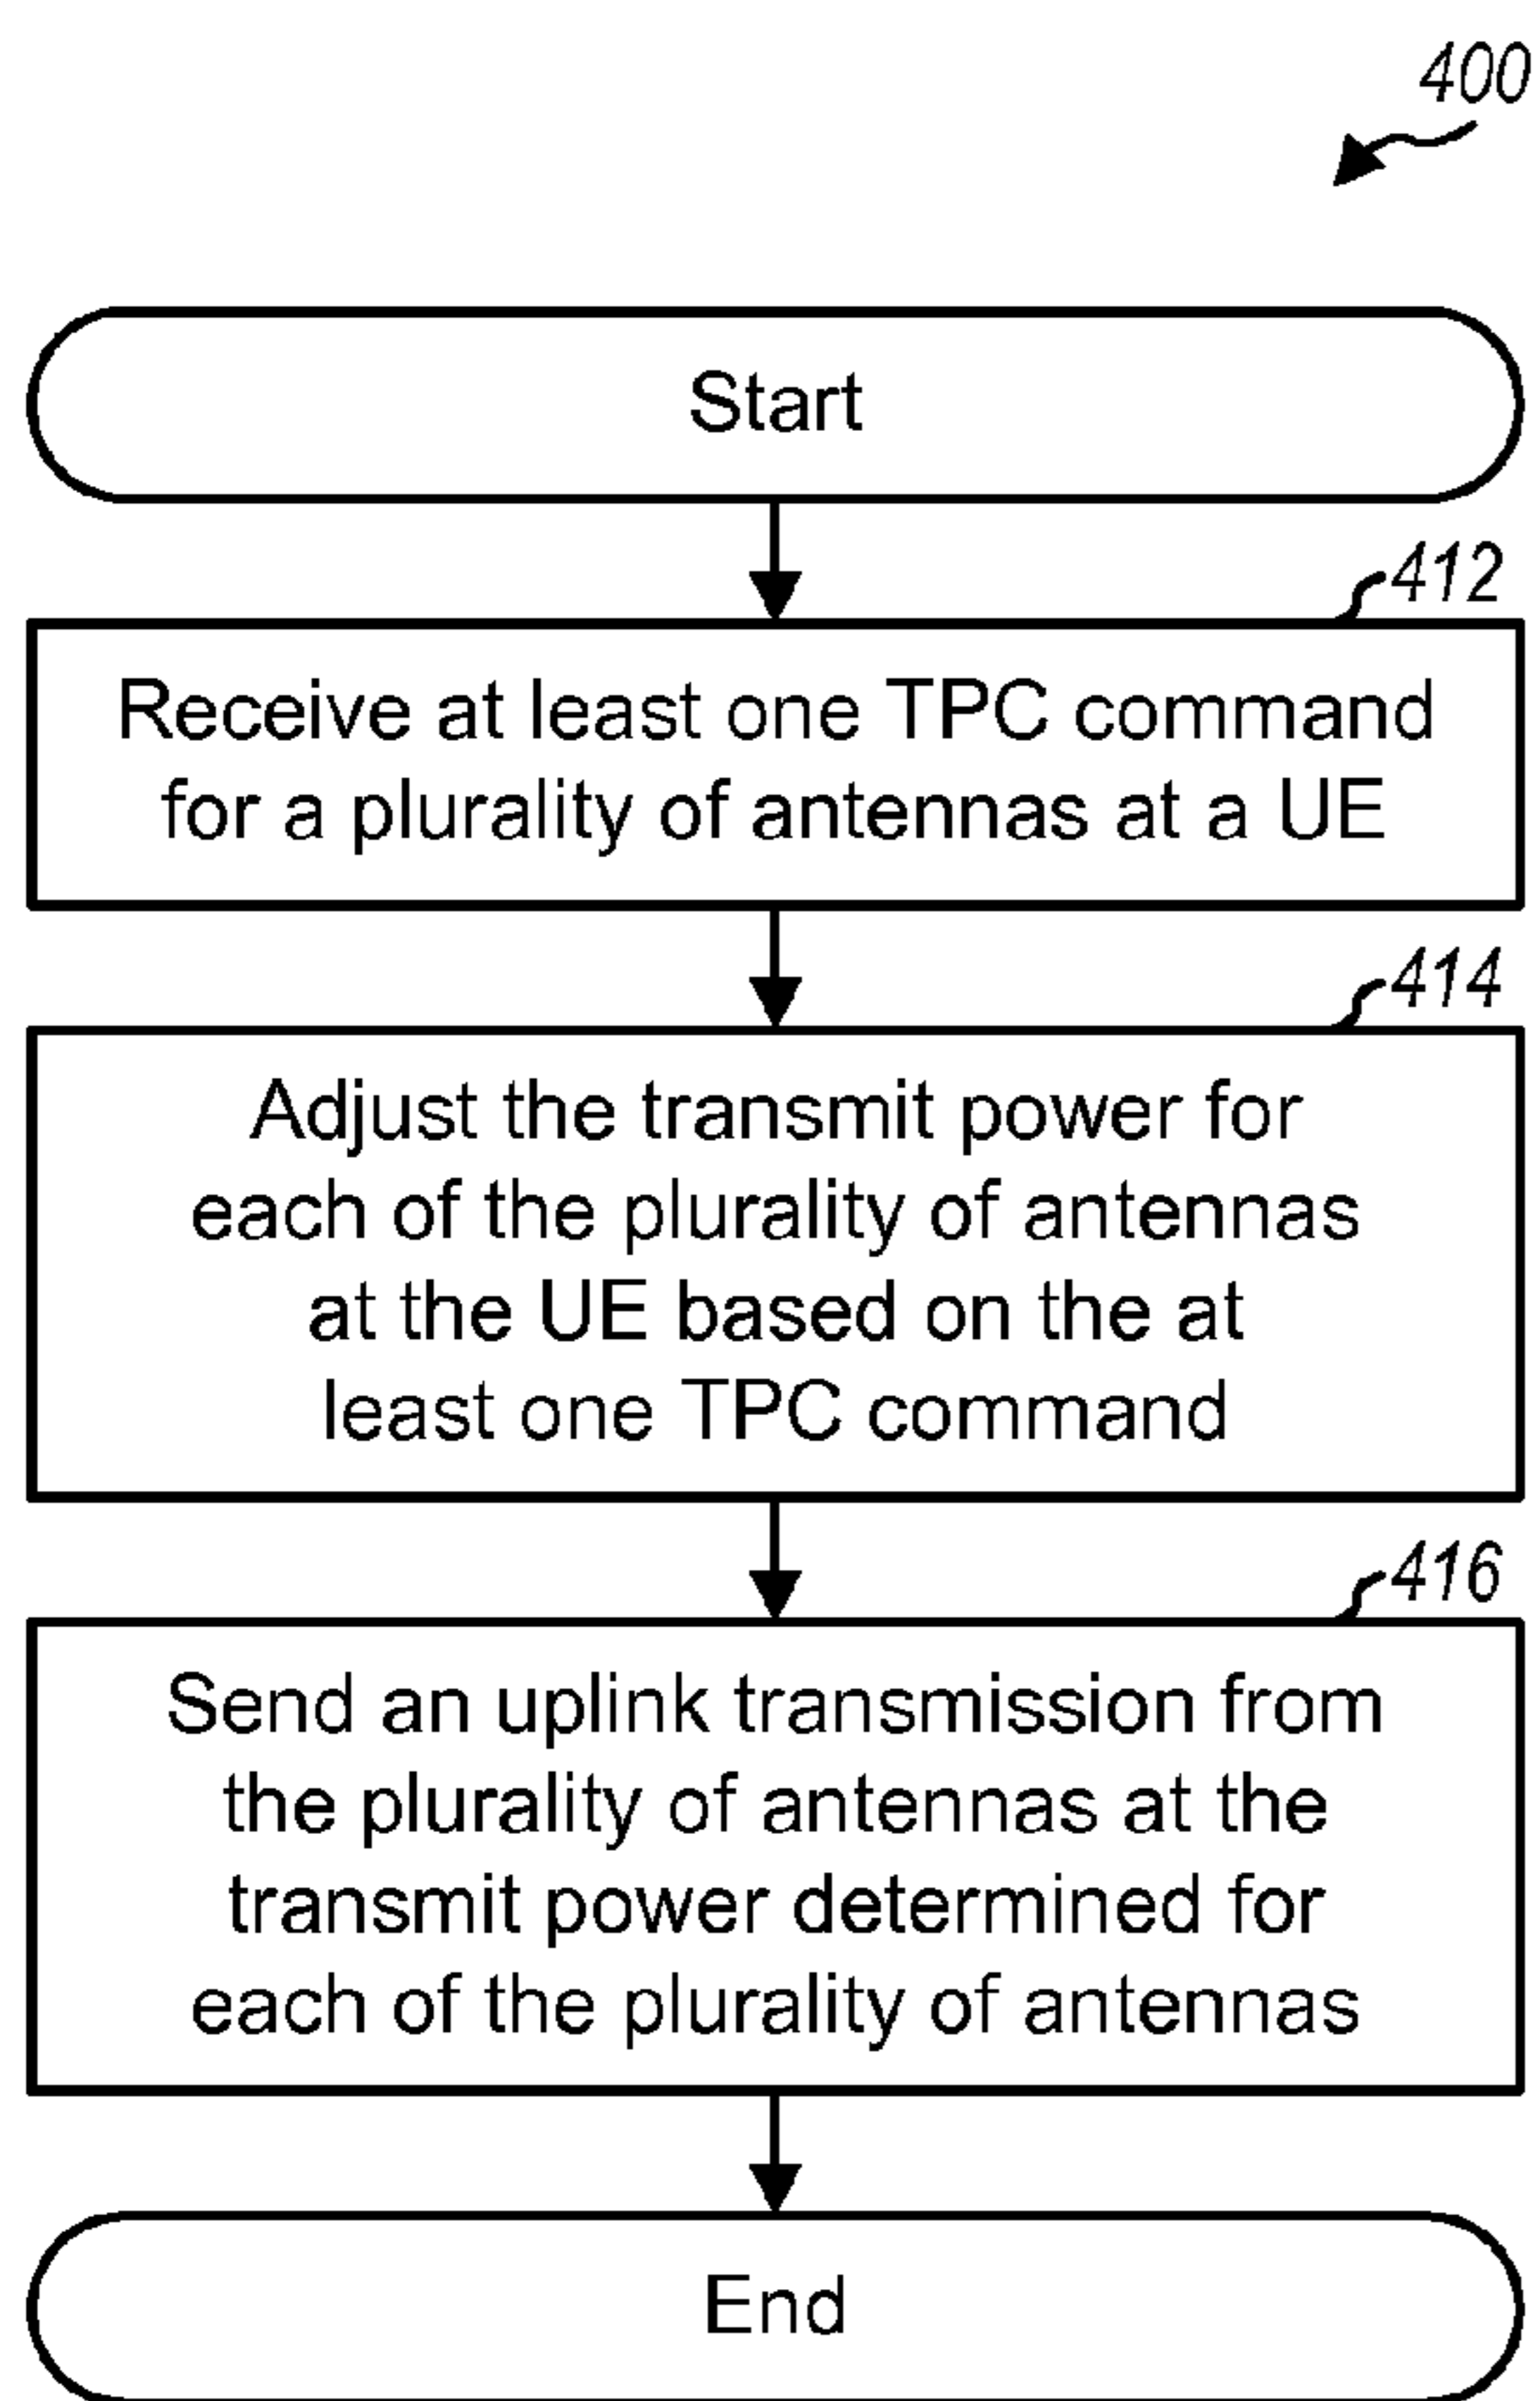 400
Start
412
Receive at least one TPC command
for a plurality of antennas at a UE
414
Adjust the transmit power for
each of the plurality of antennas
at the UE based on the at
least one TPC command
416
Send an uplink transmission from
the plurality of antennas at the
transmit power determined for
each of the plurality of antennas
End